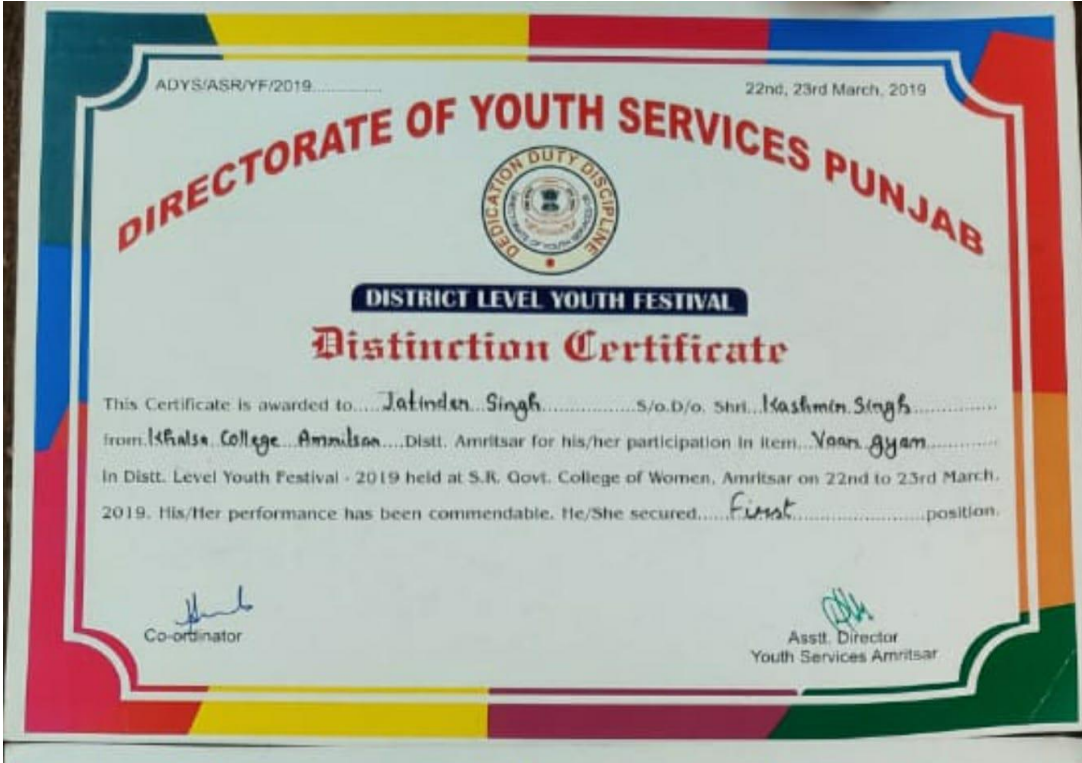 ADYS/ASR/YF/2019..............
22nd, 23rd March, 2019
DIRECTORATE OF YOUTH SERVICES PUNJAB
DEDICATION DUTY DISCIPLINE
DIRECTORATE OF YOUTH SERVICES
DISTRICT LEVEL YOUTH FESTIVAL
Distinction Certificate
This Certificate is awarded to.....Jatinder Singh..............S/o.D/o. Shri...Kashmir Singh..............
from.Khalsa College Amritsar....Distt. Amritsar for his/her participation in item...Vaar gyan...........
in Distt. Level Youth Festival - 2019 held at S.R. Govt. College of Women, Amritsar on 22nd to 23rd March,
2019. His/Her performance has been commendable. He/She secured.....First......................position.
Co-ordinator
Asstt. Director
Youth Services Amritsar